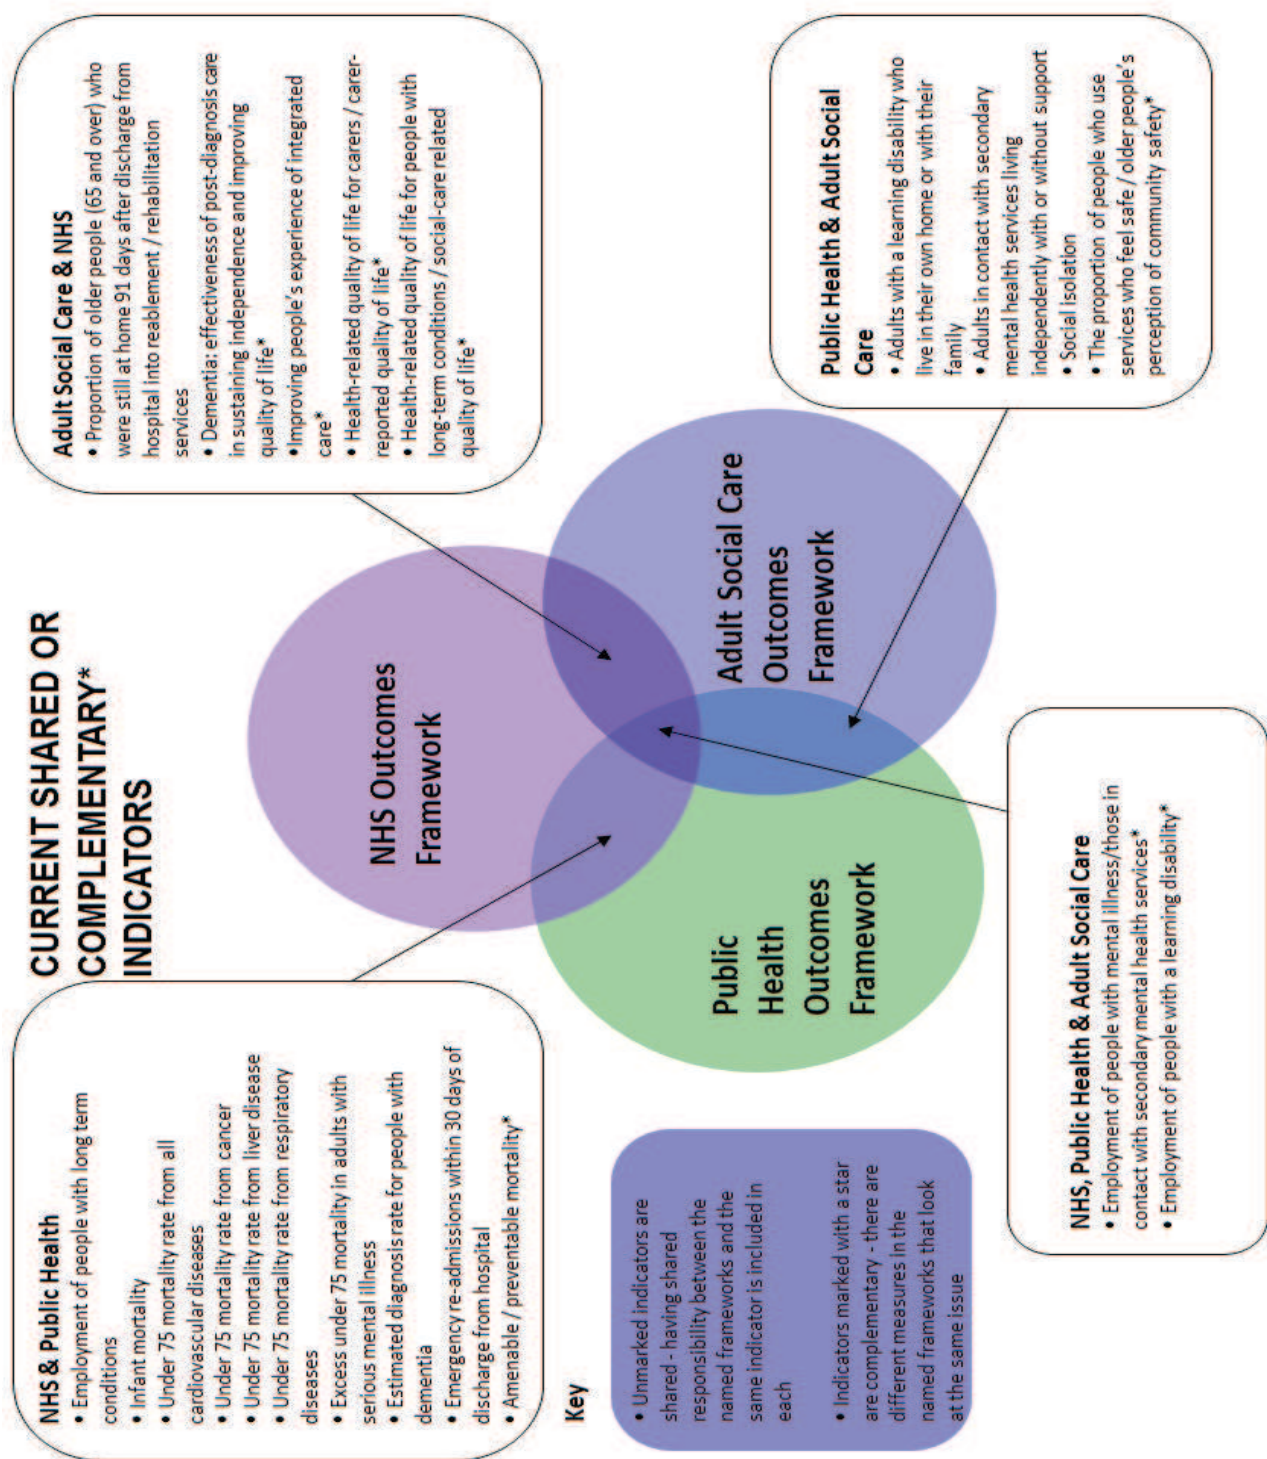 CURRENT SHARED OR
COMPLEMENTARY*
INDICATORS
NHS & Public Health
• Employment of people with long term
conditions
• Infant mortality
• Under 75 mortality rate from all
cardiovascular diseases
• Under 75 mortality rate from cancer
• Under 75 mortality rate from liver disease
• Under 75 mortality rate from respiratory
diseases
• Excess under 75 mortality in adults with
serious mental illness
• Estimated diagnosis rate for people with
dementia
• Emergency re-admissions within 30 days of
discharge from hospital
• Amenable / preventable mortality*
Adult Social Care & NHS
• Proportion of older people (65 and over) who
were still at home 91 days after discharge from
hospital into reablement / rehabilitation
services
• Dementia: effectiveness of post-diagnosis care
in sustaining independence and improving
quality of life*
•Improving people's experience of integrated
care*
• Health-related quality of life for carers / carer-
reported quality of life*
• Health-related quality of life for people with
long-term conditions / social-care related
quality of life*
NHS Outcomes
Framework
Public
Health
Outcomes
Framework
Adult Social Care
Outcomes
Framework
Key
• Unmarked indicators are
shared - having shared
responsibility between the
named frameworks and the
same indicator is included in
each
• Indicators marked with a star
are complementary - there are
different measures in the
named frameworks that look
at the same issue
Public Health & Adult Social
Care
• Adults with a learning disability who
live in their own home or with their
family
• Adults in contact with secondary
mental health services living
independently with or without support
• Social isolation
• The proportion of people who use
services who feel safe / older people's
perception of community safety*
NHS, Public Health & Adult Social Care
• Employment of people with mental illness/those in
contact with secondary mental health services*
• Employment of people with a learning disability*